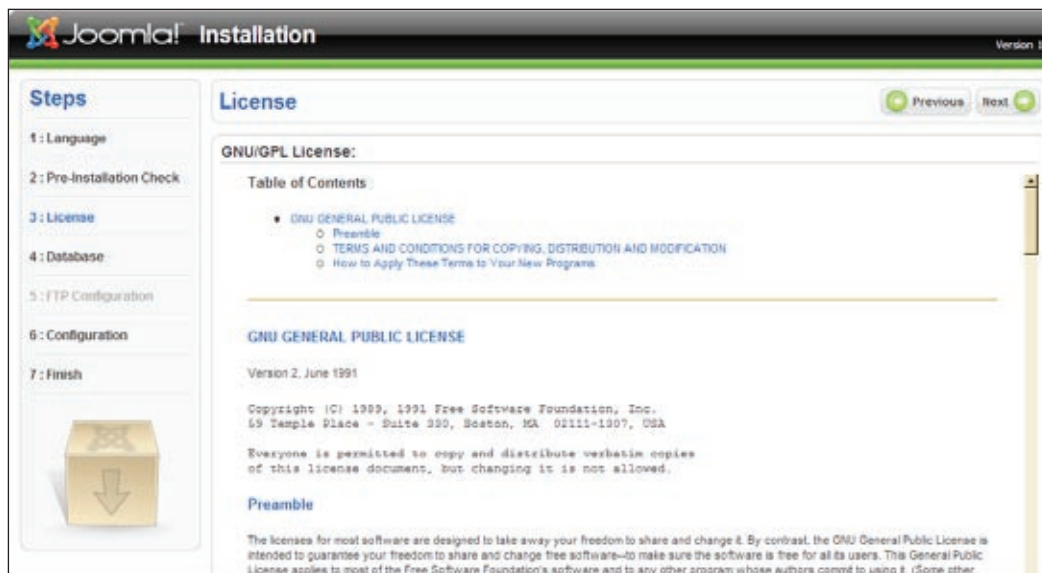 Joomla! Installation
Version 1
Steps
1 : Language
2 : Pre-Installation Check
3 : License
4 : Database
5 : FTP Configuration
6 : Configuration
7 : Finish
License
Previous
Next
GNU/GPL License:
Table of Contents
GNU GENERAL PUBLIC LICENSE
Preamble
TERMS AND CONDITIONS FOR COPYING, DISTRIBUTION AND MODIFICATION
How to Apply These Terms to Your New Programs
GNU GENERAL PUBLIC LICENSE
Version 2, June 1991
Copyright (C) 1989, 1991 Free Software Foundation, Inc.
59 Temple Place - Suite 330, Boston, MA 02111-1307, USA
Everyone is permitted to copy and distribute verbatim copies
of this license document, but changing it is not allowed.
Preamble
The licenses for most software are designed to take away your freedom to share and change it. By contrast, the GNU General Public License is
intended to guarantee your freedom to share and change free software--to make sure the software is free for all its users. This General Public
License applies to most of the Free Software Foundation's software and to any other program whose authors commit to using it. (Some other